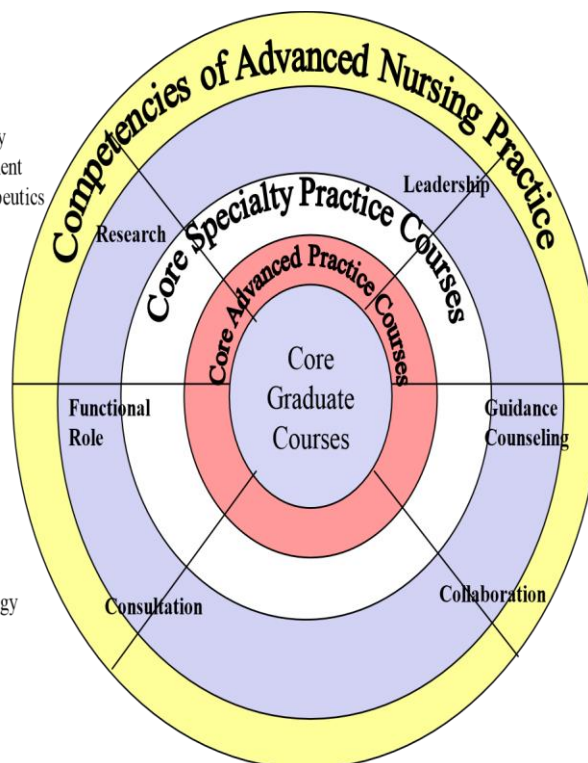 Competencies of Advanced Nursing Practice
Leadership
Research
Core Specialty Practice Courses
Core Advanced Practice Courses
Core
Graduate
Courses
Functional
Role
Guidance
Counseling
Consultation
Collaboration